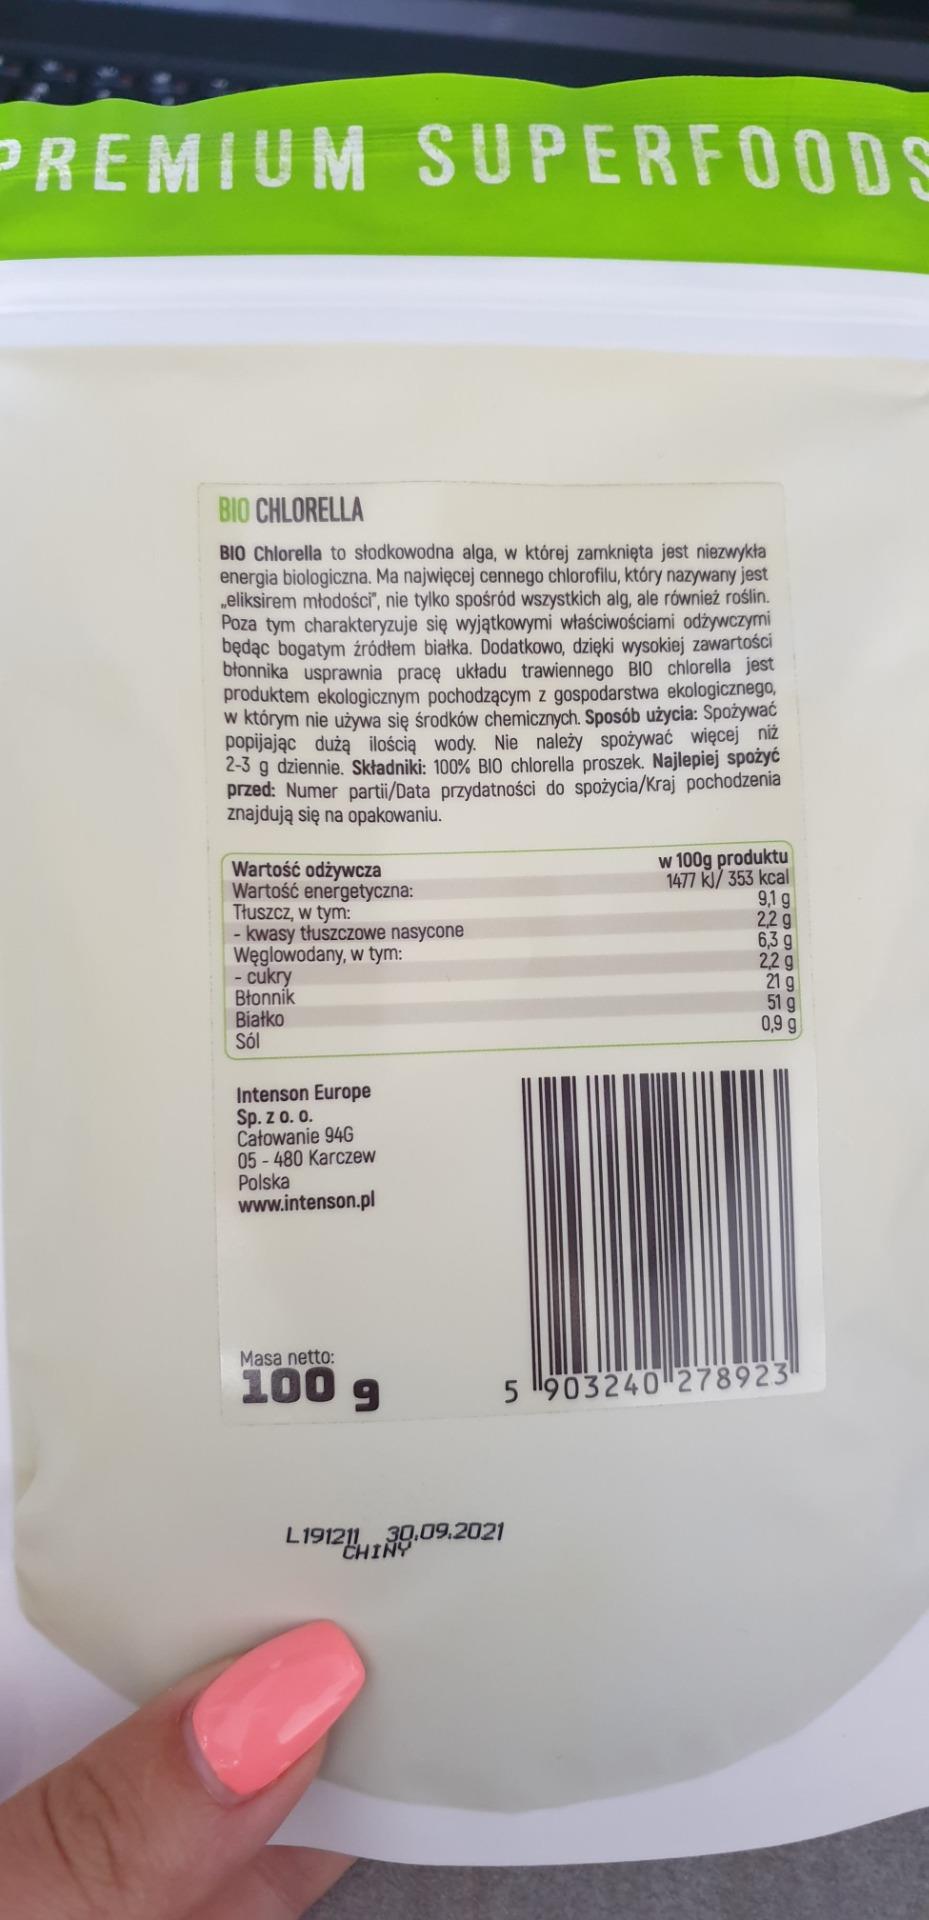 PREMIUM SUPERFOODS
BIO CHLORELLA
BIO Chlorella to słodkowodna alga, w której zamknięta jest niezwykła
energia biologiczna. Ma najwięcej cennego chlorofilu, który nazywany jest
„eliksirem młodości", nie tylko spośród wszystkich alg, ale również roślin.
Poza tym charakteryzuje się wyjątkowymi właściwościami odżywczymi
będąc bogatym źródłem białka. Dodatkowo, dzięki wysokiej zawartości
błonnika usprawnia pracę układu trawiennego BIO chlorella jest
produktem ekologicznym pochodzącym z gospodarstwa ekologicznego,
w którym nie używa się środków chemicznych. Sposób użycia: Spożywać
popijając dużą ilością wody. Nie należy spożywać więcej niż
2-3 g dziennie. Składniki: 100% BIO chlorella proszek. Najlepiej spożyć
przed: Numer partii/Data przydatności do spożycia/Kraj pochodzenia
znajdują się na opakowaniu.
Wartość odżywcza w 100g produktu
Wartość energetyczna: 1477 kJ/ 353 kcal
Tłuszcz, w tym: 9,1 g
- kwasy tłuszczowe nasycone 2,2 g
Węglowodany, w tym: 6,3 g
- cukry 2,2 g
Błonnik 21 g
Białko 51 g
Sól 0,9 g
Intenson Europe
Sp. z o. o.
Całowanie 94G
05 - 480 Karczew
Polska
www.intenson.pl
Masa netto:
100 g
5 903240 278923
L191211 30.09.2021
CHINY